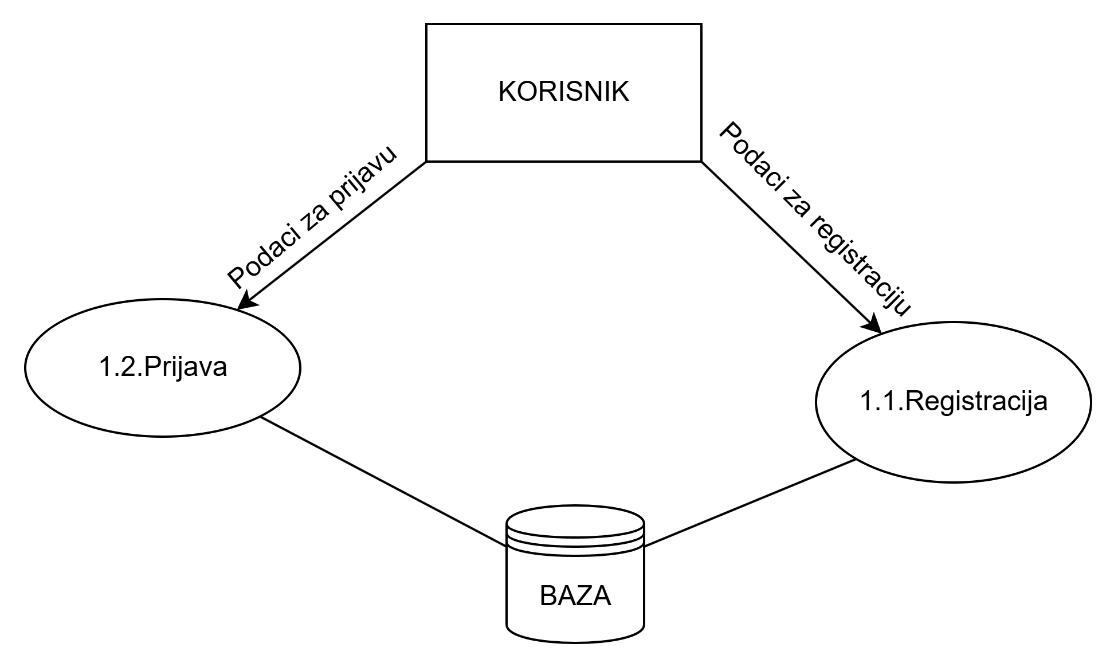 KORISNIK
Podaci za prijavu
Podaci za registraciju
1.2.Prijava
1.1.Registracija
BAZA